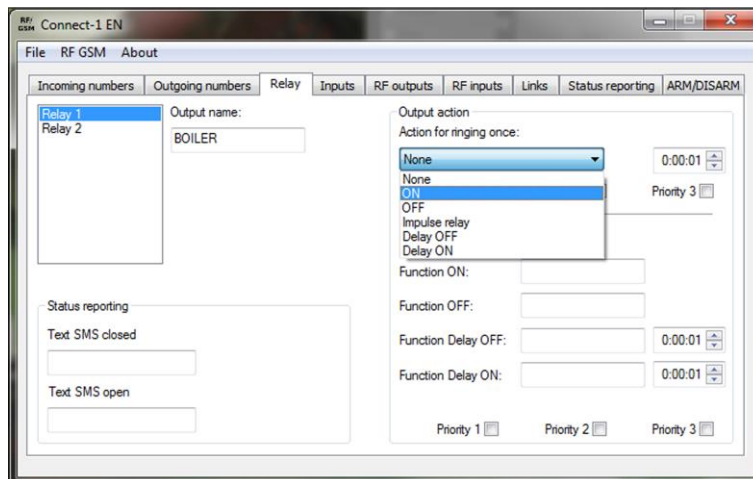 RF/
GSM Connect-1 EN
File RF GSM About
Incoming numbers Outgoing numbers Relay Inputs RF outputs RF inputs Links Status reporting ARM/DISARM
Relay 1
Relay 2
Output name:
BOILER
Output action
Action for ringing once:
None 0:00:01
None
ON
OFF
Impulse relay
Delay OFF
Delay ON
Priority 3
Function ON:
Function OFF:
Function Delay OFF: 0:00:01
Function Delay ON: 0:00:01
Priority 1 Priority 2 Priority 3
Status reporting
Text SMS closed
Text SMS open